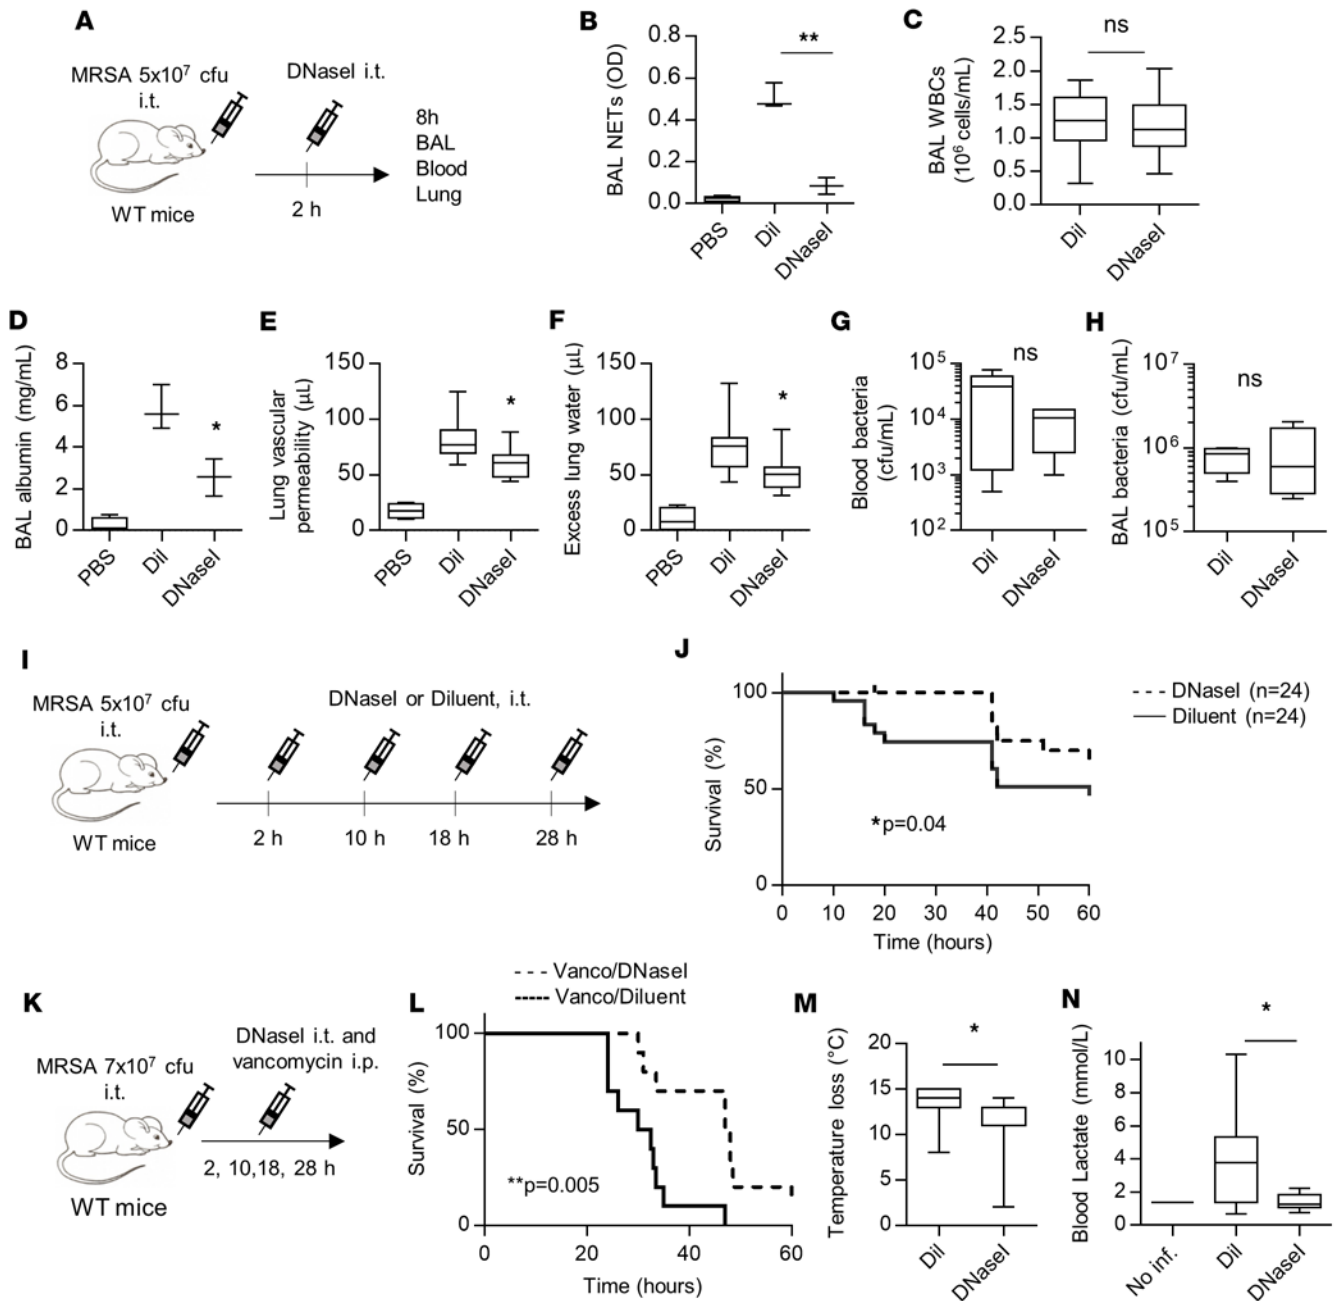 A
MRSA 5x10⁷ cfu
i.t.
DNaseI i.t.
8h
BAL
Blood
Lung
2 h
WT mice
B
BAL NETs (OD)
0.8
0.6
0.4
0.2
0.0
**
PBS
Dil
DNaseI
C
BAL WBCs
(10⁶ cells/mL)
2.5
2.0
1.5
1.0
0.5
0.0
ns
Dil
DNaseI
D
BAL albumin (mg/mL)
8
6
4
2
0
*
PBS
Dil
DNaseI
E
Lung vascular
permeability (µL)
150
100
50
0
*
PBS
Dil
DNaseI
F
Excess lung water (µL)
150
100
50
0
*
PBS
Dil
DNaseI
G
Blood bacteria
(cfu/mL)
10⁵
10⁴
10³
10²
ns
Dil
DNaseI
H
BAL bacteria (cfu/mL)
10⁷
10⁶
10⁵
ns
Dil
DNaseI
I
MRSA 5x10⁷ cfu
i.t.
DNaseI or Diluent, i.t.
2 h
10 h
18 h
28 h
WT mice
J
Survival (%)
100
50
0
*p=0.04
0 10 20 30 40 50 60
Time (hours)
DNaseI (n=24)
Diluent (n=24)
K
MRSA 7x10⁷ cfu
i.t.
DNaseI i.t. and
vancomycin i.p.
2, 10,18, 28 h
WT mice
L
Vanco/DNaseI
Vanco/Diluent
Survival (%)
100
50
0
**p=0.005
0 20 40 60
Time (hours)
M
Temperature loss (°C)
20
15
10
5
0
*
Dil
DNaseI
N
Blood Lactate (mmol/L)
10
8
6
4
2
0
*
No inf.
Dil
DNaseI